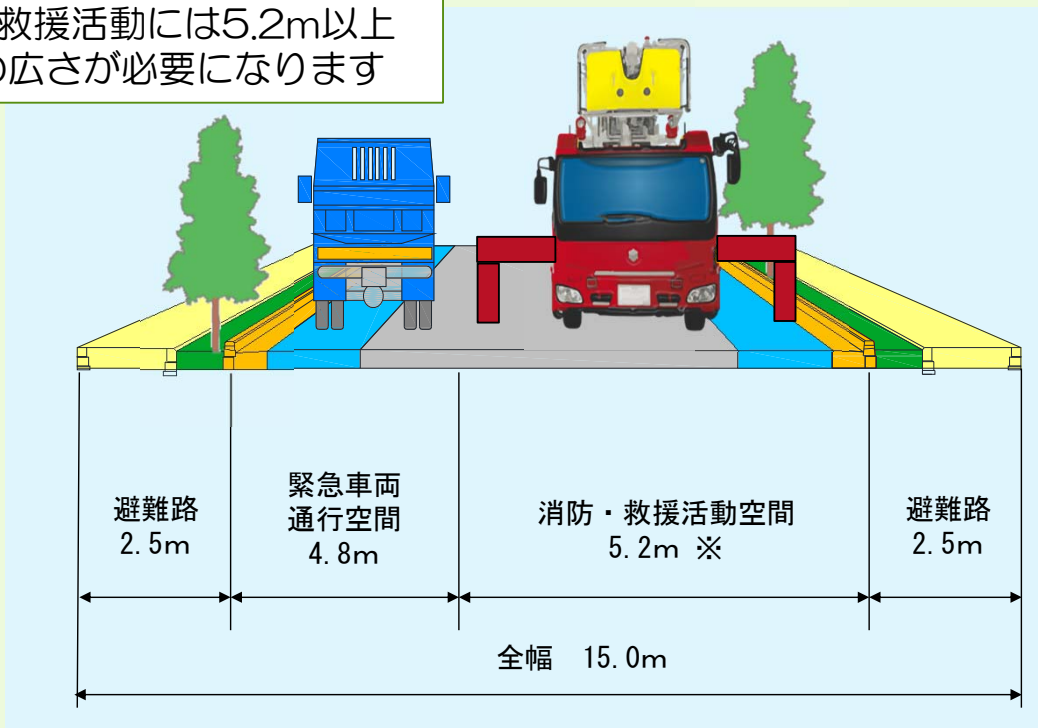 救援活動には5.2m以上
の広さが必要になります
避難路
2.5m
緊急車両
通行空間
4.8m
消防・救援活動空間
5.2m ※
避難路
2.5m
全幅　15.0m